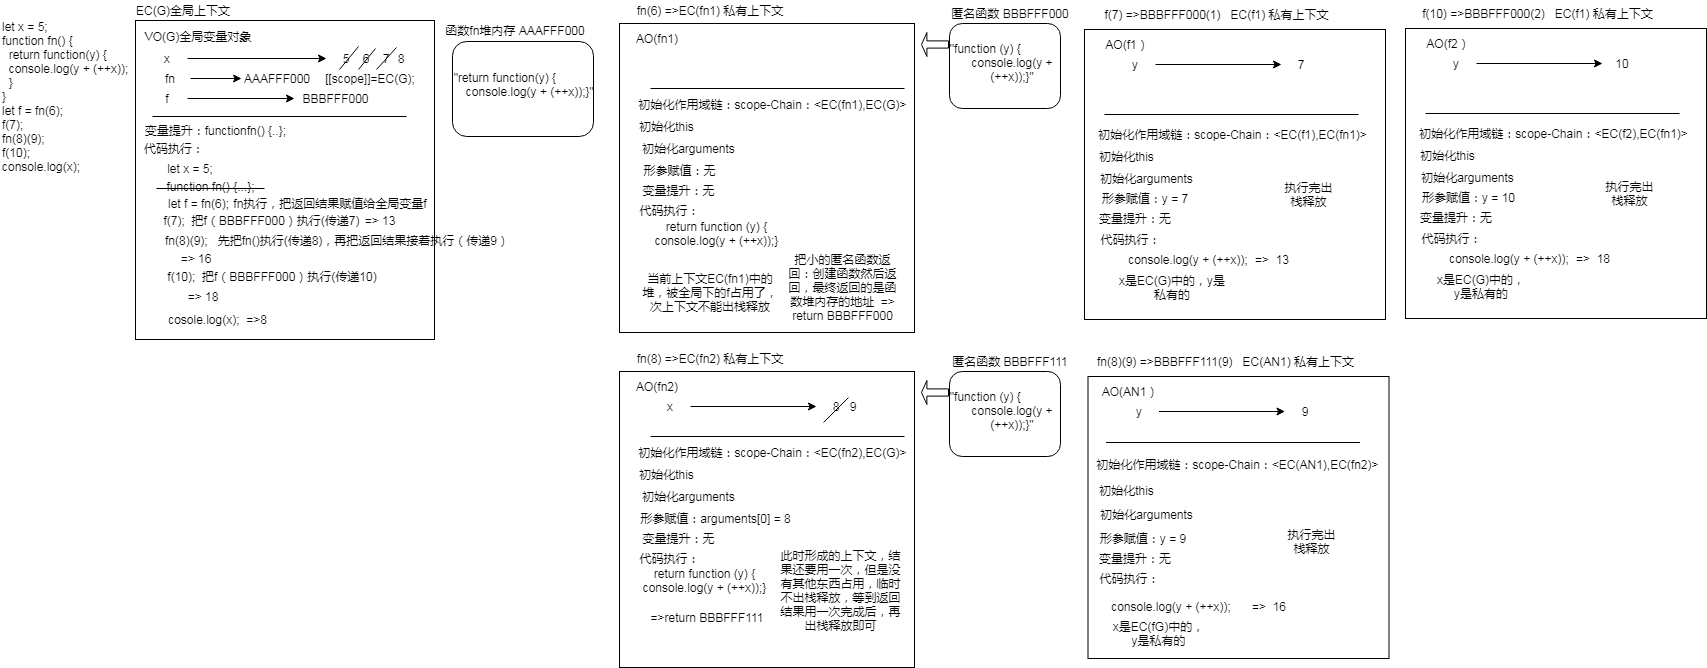 let x = 5;
function fn() {
return function(y) {
console.log(y + (++x));
}
}
let f = fn(6);
f(7);
fn(8)(9);
f(10);
console.log(x);
EC(G)全局上下文
VO(G)全局变量对象
x
5 6 7 8
fn
AAAFFF000 [[scope]]=EC(G);
f
BBBFFF000
变量提升：functionfn() {..};
代码执行：
let x = 5;
function fn() {...};
let f = fn(6); fn执行，把返回结果赋值给全局变量f
f(7); 把f（BBBFFF000）执行(传递7) => 13
fn(8)(9); 先把fn()执行(传递8)，再把返回结果接着执行（传递9）
=> 16
f(10); 把f（BBBFFF000）执行(传递10)
=> 18
cosole.log(x); =>8
函数fn堆内存 AAAFFF000
"return function(y) {
console.log(y + (++x));}"
fn(6) =>EC(fn1) 私有上下文
AO(fn1)
初始化作用域链：scope-Chain：<EC(fn1),EC(G)>
初始化this
初始化arguments
形参赋值：无
变量提升：无
代码执行：
return function (y) {
console.log(y + (++x));}
当前上下文EC(fn1)中的
堆，被全局下的f占用了，
次上下文不能出栈释放
把小的匿名函数返
回：创建函数然后返
回，最终返回的是函
数堆内存的地址 =>
return BBBFFF000
匿名函数 BBBFFF000
"function (y) {
console.log(y +
(++x));}"
f(7) =>BBBFFF000(1) EC(f1) 私有上下文
AO(f1 )
y
7
初始化作用域链：scope-Chain：<EC(f1),EC(fn1)>
初始化this
初始化arguments
形参赋值：y = 7
变量提升：无
代码执行：
console.log(y + (++x)); => 13
x是EC(G)中的，y是
私有的
执行完出
栈释放
f(10) =>BBBFFF000(2) EC(f1) 私有上下文
AO(f2 )
y
10
初始化作用域链：scope-Chain：<EC(f2),EC(fn1)>
初始化this
初始化arguments
形参赋值：y = 10
变量提升：无
代码执行：
console.log(y + (++x)); => 18
x是EC(G)中的，
y是私有的
执行完出
栈释放
fn(8) =>EC(fn2) 私有上下文
AO(fn2)
x
8 9
初始化作用域链：scope-Chain：<EC(fn2),EC(G)>
初始化this
初始化arguments
形参赋值：arguments[0] = 8
变量提升：无
代码执行：
return function (y) {
console.log(y + (++x));}
=>return BBBFFF111
此时形成的上下文，结
果还要用一次，但是没
有其他东西占用，临时
不出栈释放，等到返回
结果用一次完成后，再
出栈释放即可
匿名函数 BBBFFF111
"function (y) {
console.log(y +
(++x));}"
fn(8)(9) =>BBBFFF111(9) EC(AN1) 私有上下文
AO(AN1 )
y
9
初始化作用域链：scope-Chain：<EC(AN1),EC(fn2)>
初始化this
初始化arguments
形参赋值：y = 9
变量提升：无
代码执行：
console.log(y + (++x)); => 16
x是EC(fG)中的，
y是私有的
执行完出
栈释放